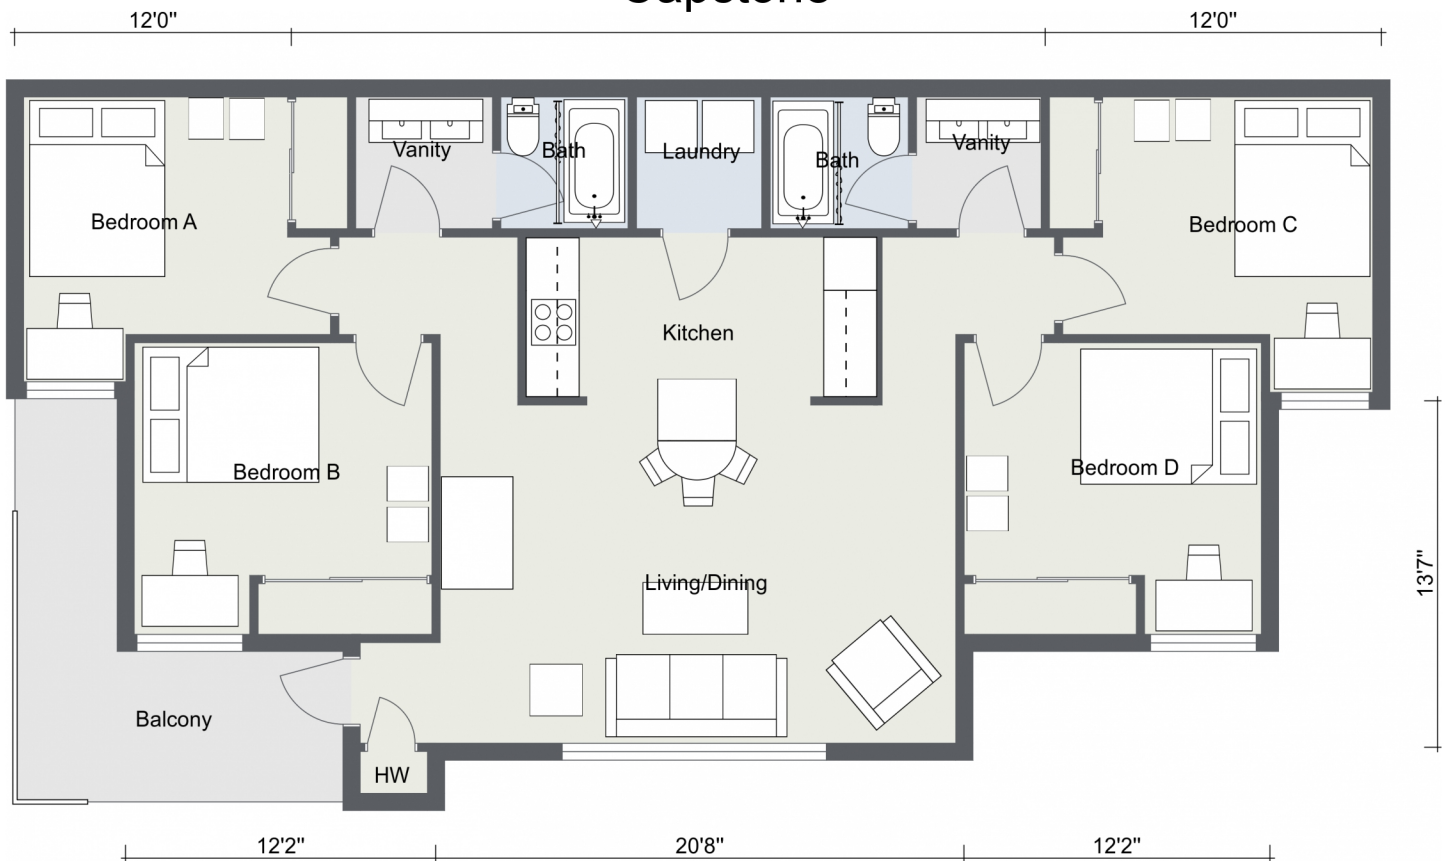 12'0"
12'0"
Vanity
Bath
Laundry
Bath
Vanity
Bedroom A
Bedroom C
Kitchen
Bedroom B
Bedroom D
13'7"
Living/Dining
Balcony
HW
12'2"
20'8"
12'2"